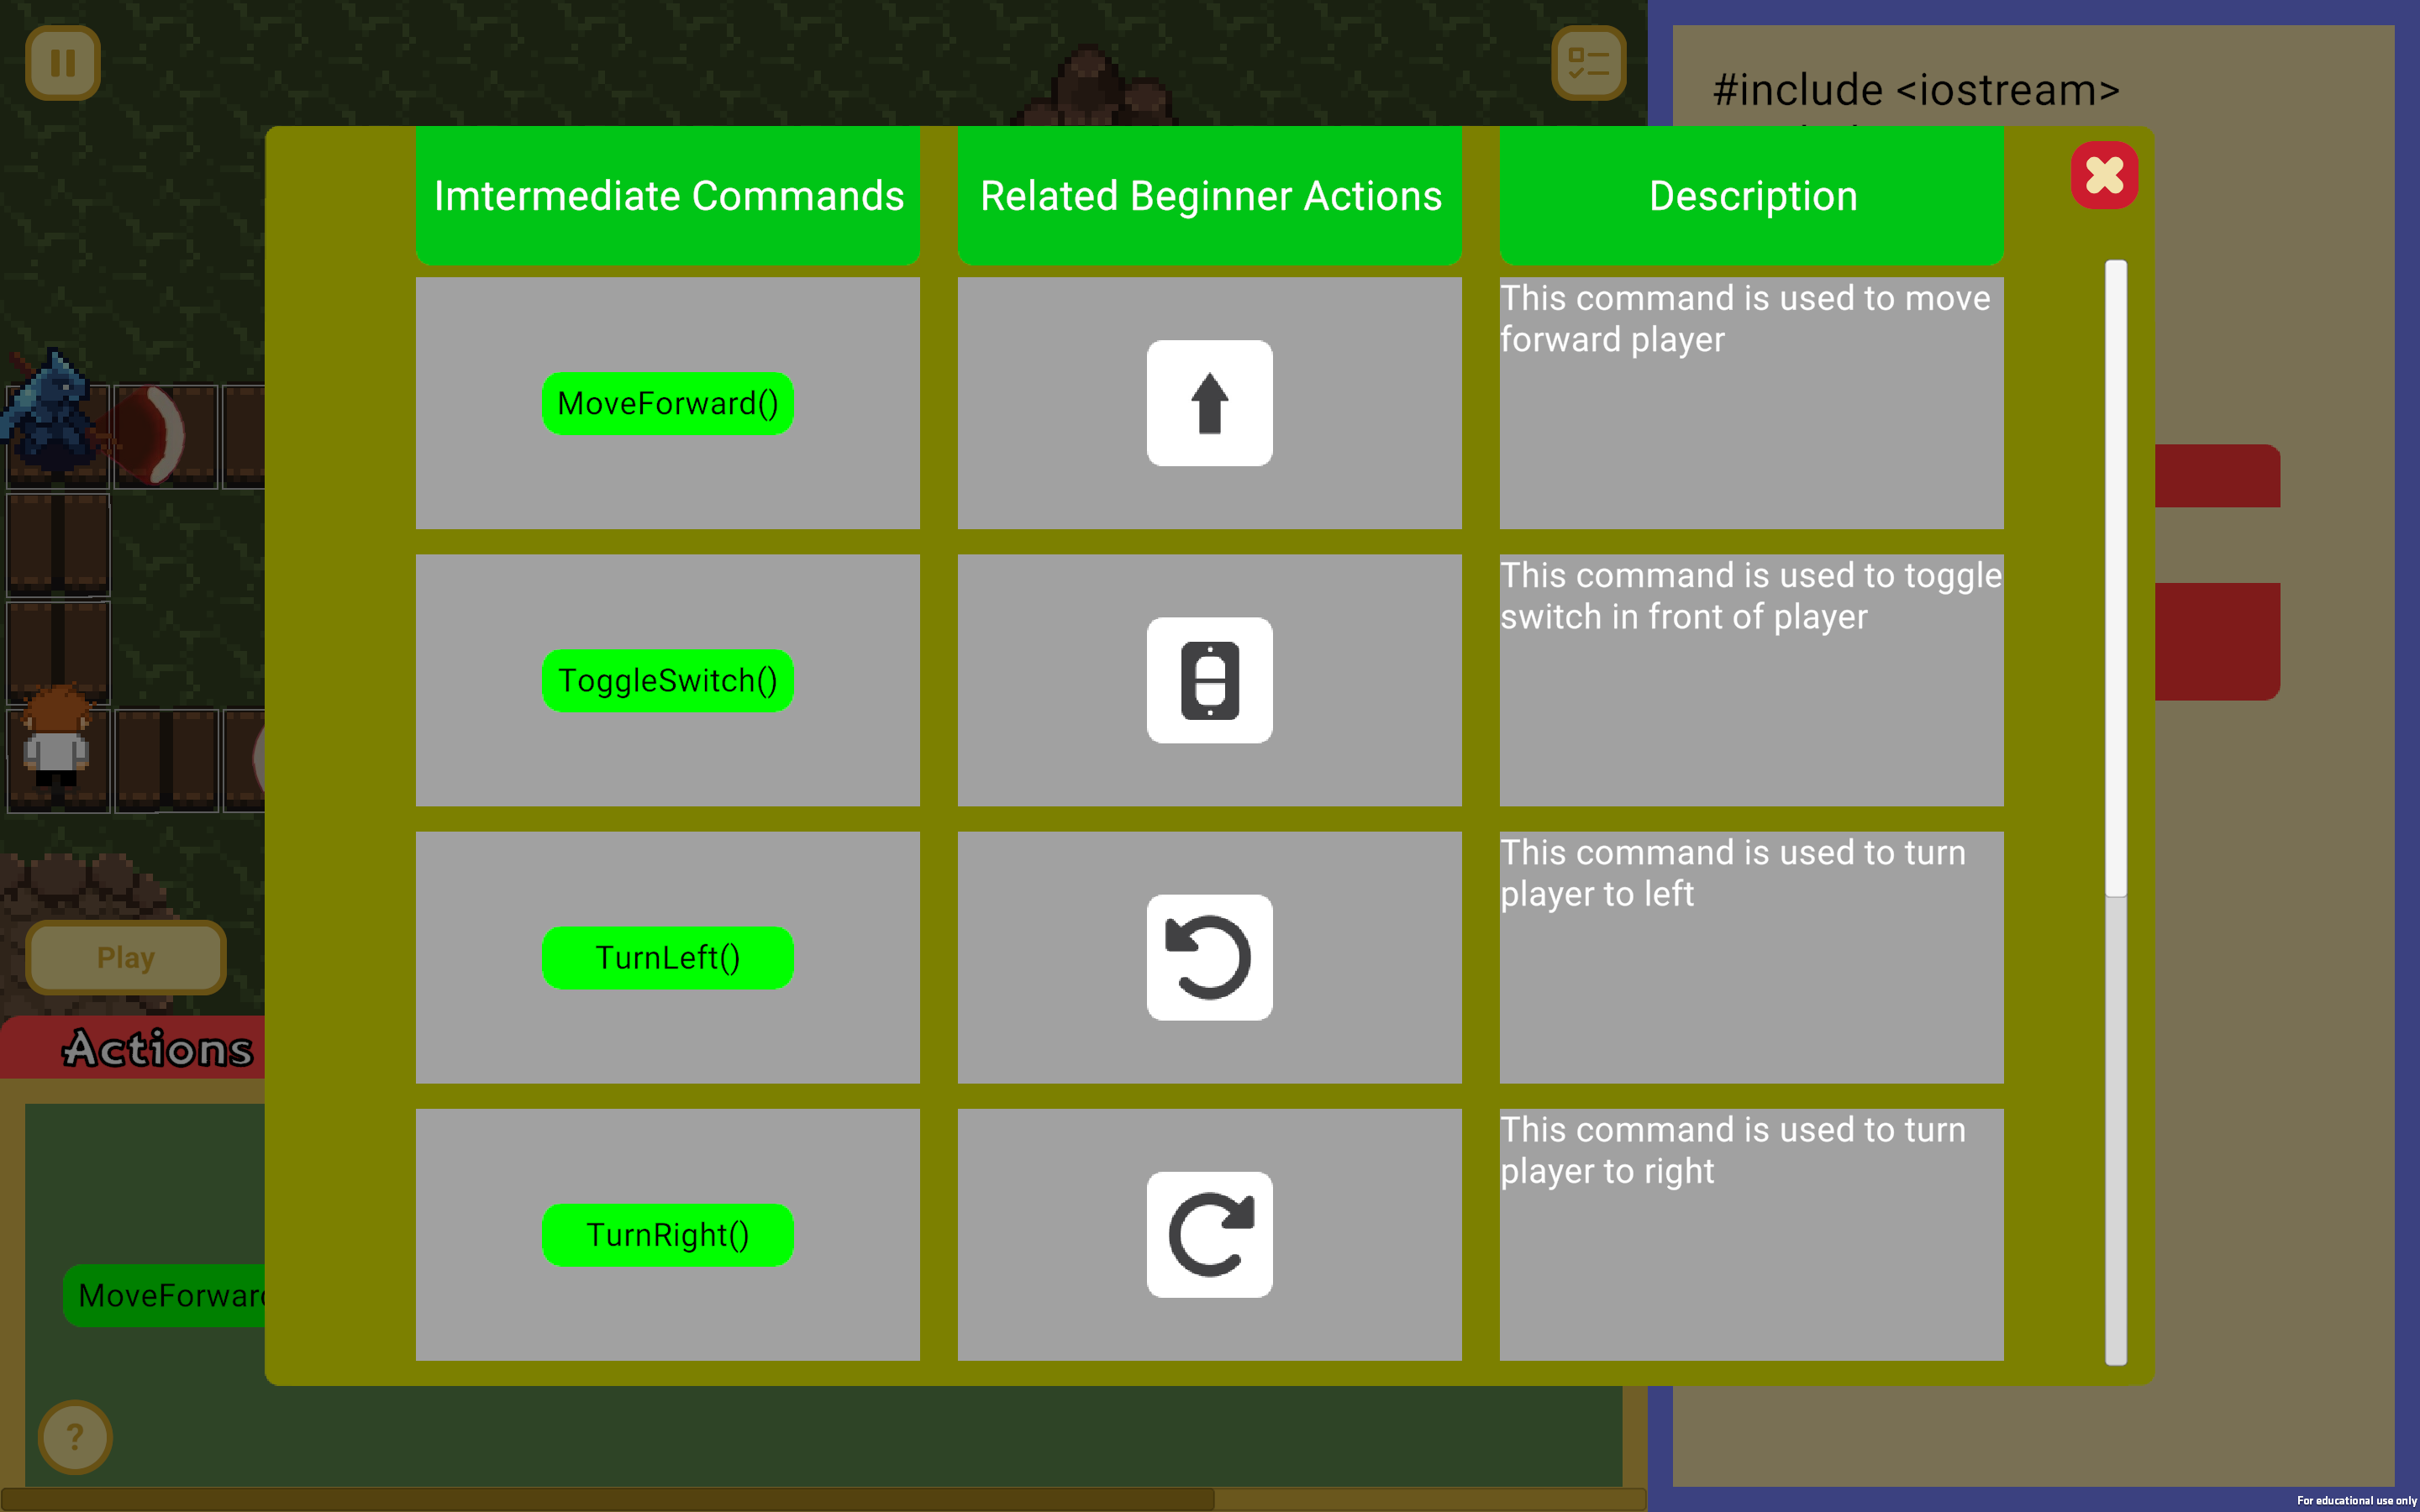 #include <iostream>
Imtermediate Commands
Related Beginner Actions
Description
MoveForward()
This command is used to move
forward player
ToggleSwitch()
This command is used to toggle
switch in front of player
TurnLeft()
This command is used to turn
player to left
TurnRight()
This command is used to turn
player to right
Play
Actions
MoveForward
?
For educational use only